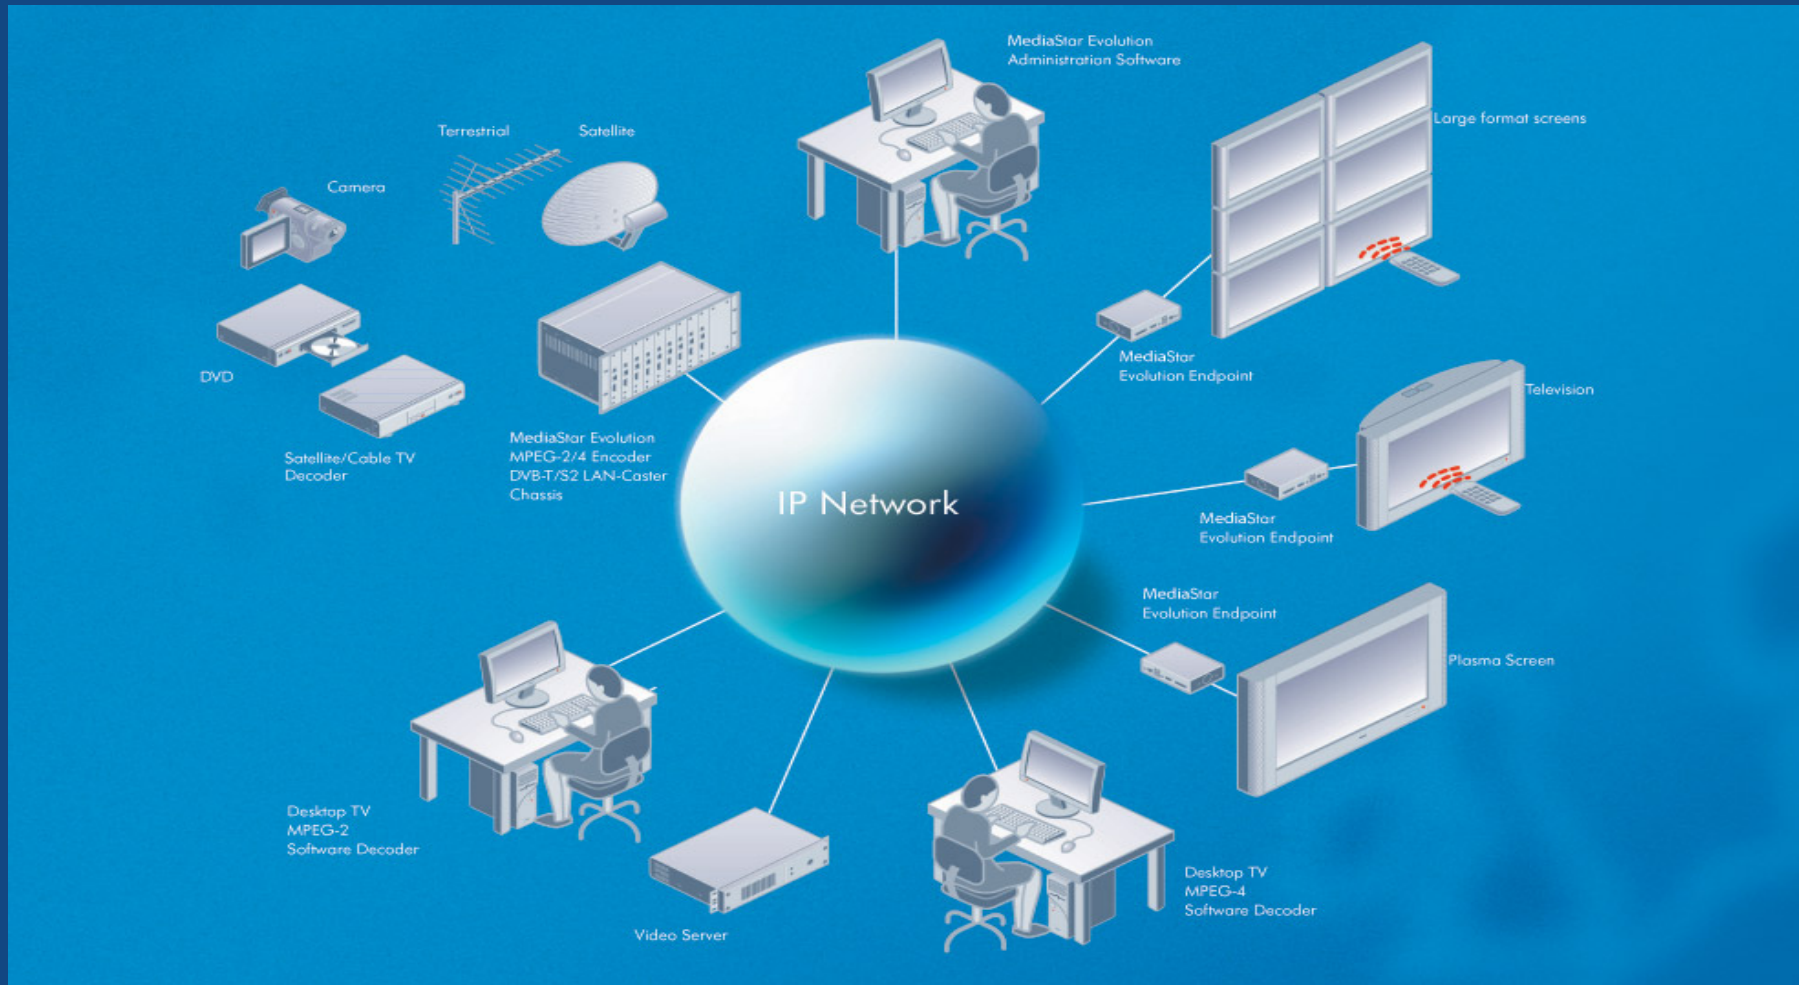 MediaStar Evolution
Administration Software
Large format screens
Terrestrial
Satellite
Camera
MediaStar
Evolution Endpoint
DVD
Television
MediaStar Evolution
MPEG-2/4 Encoder
DVB-T/S2 LAN-Caster
Chassis
Satellite/Cable TV
Decoder
IP Network
MediaStar
Evolution Endpoint
MediaStar
Evolution Endpoint
Plasma Screen
Desktop TV
MPEG-2
Software Decoder
Desktop TV
MPEG-4
Software Decoder
Video Server